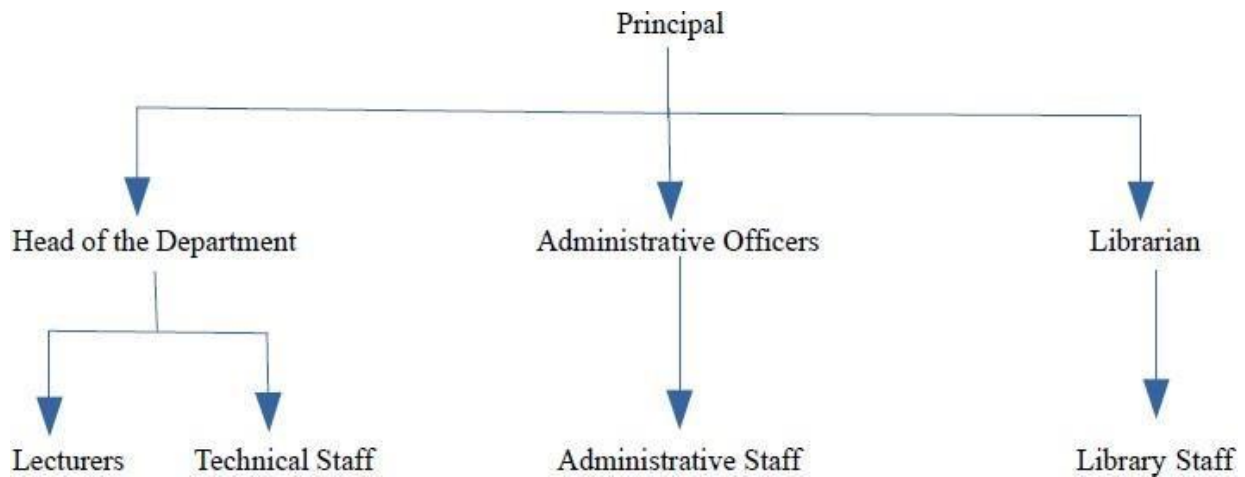 Principal
Head of the Department
Administrative Officers
Librarian
Lecturers
Technical Staff
Administrative Staff
Library Staff